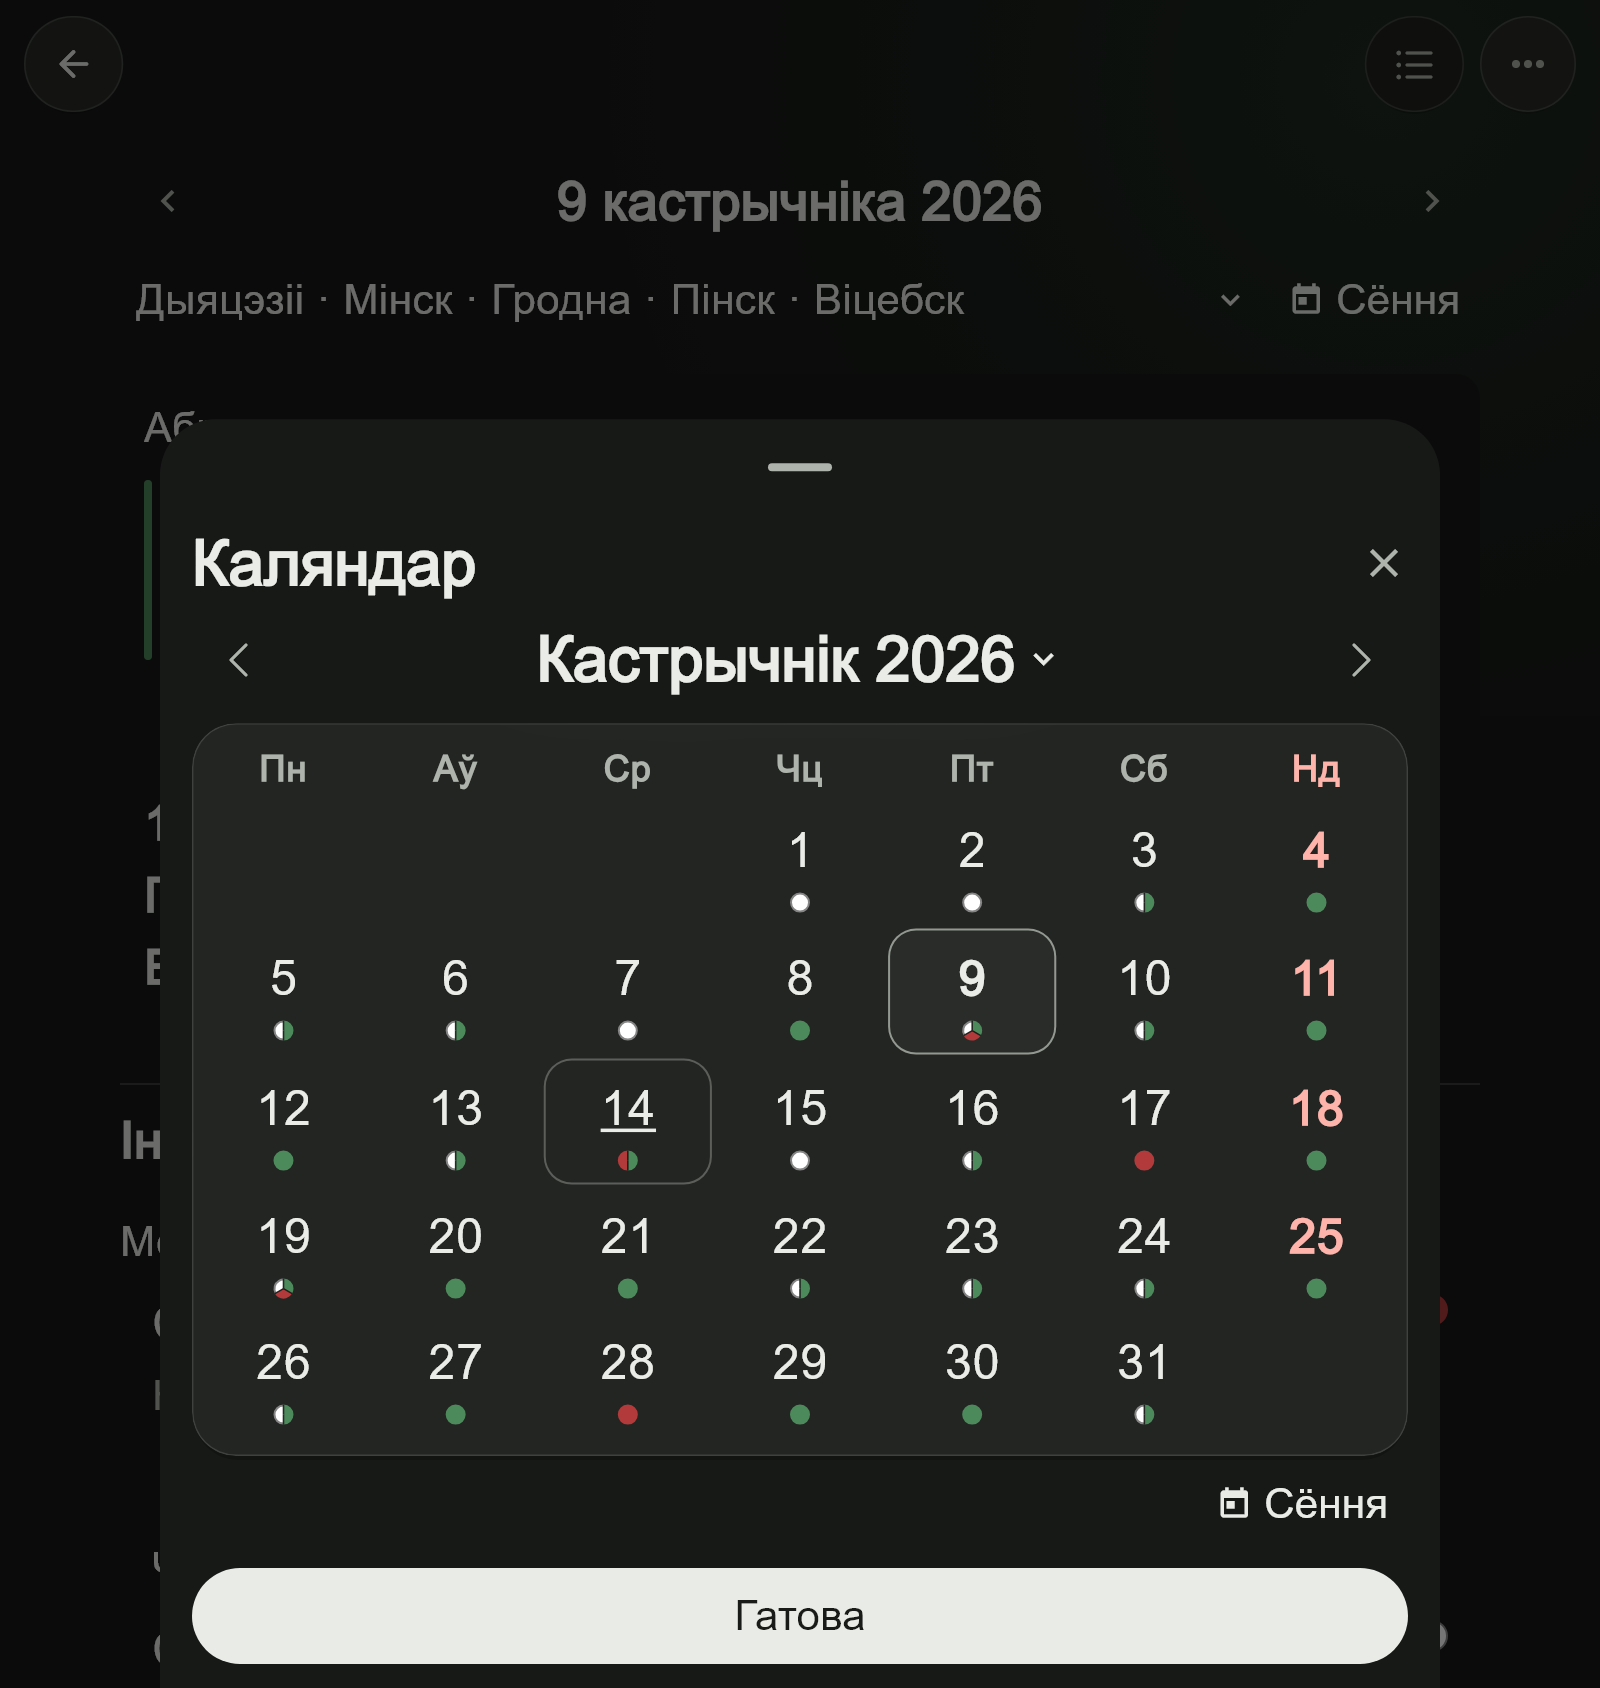 9 кастрычніка 2026
Дыяцэзіі · Мінск · Гродна · Пінск · Віцебск
Сёння
Каляндар
Кастрычнік 2026
Пн Аў Ср Чц Пт Сб Нд
1 2 3 4
5 6 7 8 9 10 11
12 13 14 15 16 17 18
19 20 21 22 23 24 25
26 27 28 29 30 31
Сёння
Гатова